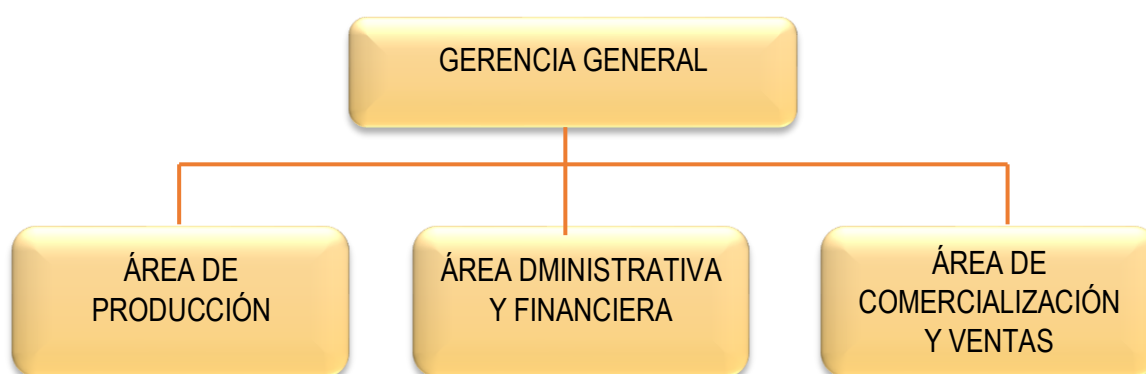 GERENCIA GENERAL
ÁREA DE
PRODUCCIÓN
ÁREA DMINISTRATIVA
Y FINANCIERA
ÁREA DE
COMERCIALIZACIÓN
Y VENTAS